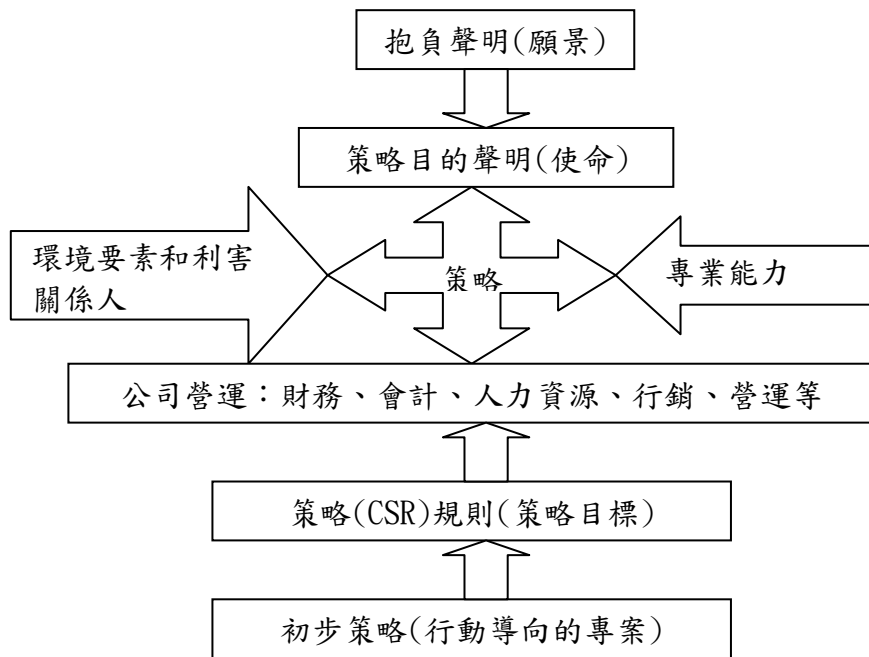 抱負聲明(願景)
策略目的聲明(使命)
環境要素和利害
關係人
策略
專業能力
公司營運：財務、會計、人力資源、行銷、營運等
策略(CSR)規則(策略目標)
初步策略(行動導向的專案)